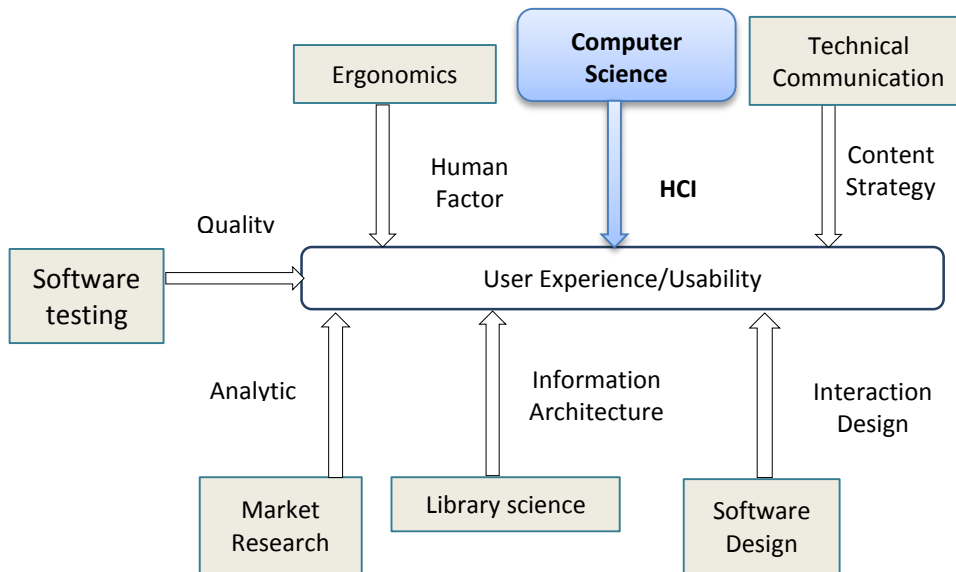 Computer
Science
Technical
Communication
Ergonomics
Human
Factor
HCI
Content
Strategy
Quality
Software
testing
User Experience/Usability
Analytic
Information
Architecture
Interaction
Design
Market
Research
Library science
Software
Design